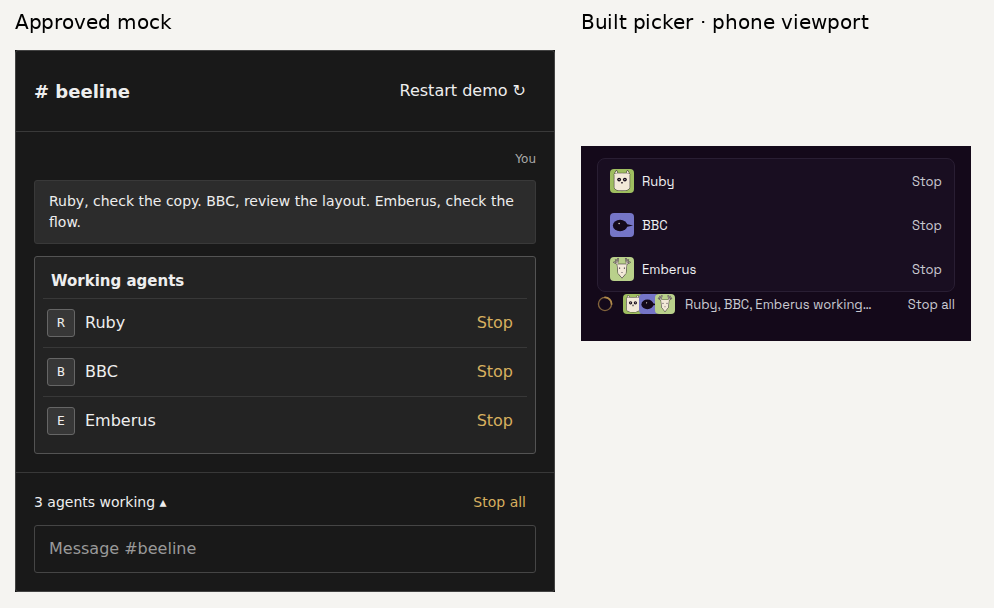 Approved mock
# beeline
Restart demo ↻
You
Ruby, check the copy. BBC, review the layout. Emberus, check the
flow.
Working agents
R Ruby Stop
B BBC Stop
E Emberus Stop
3 agents working ▴ Stop all
Message #beeline
Built picker · phone viewport
Ruby Stop
BBC Stop
Emberus Stop
Ruby, BBC, Emberus working… Stop all